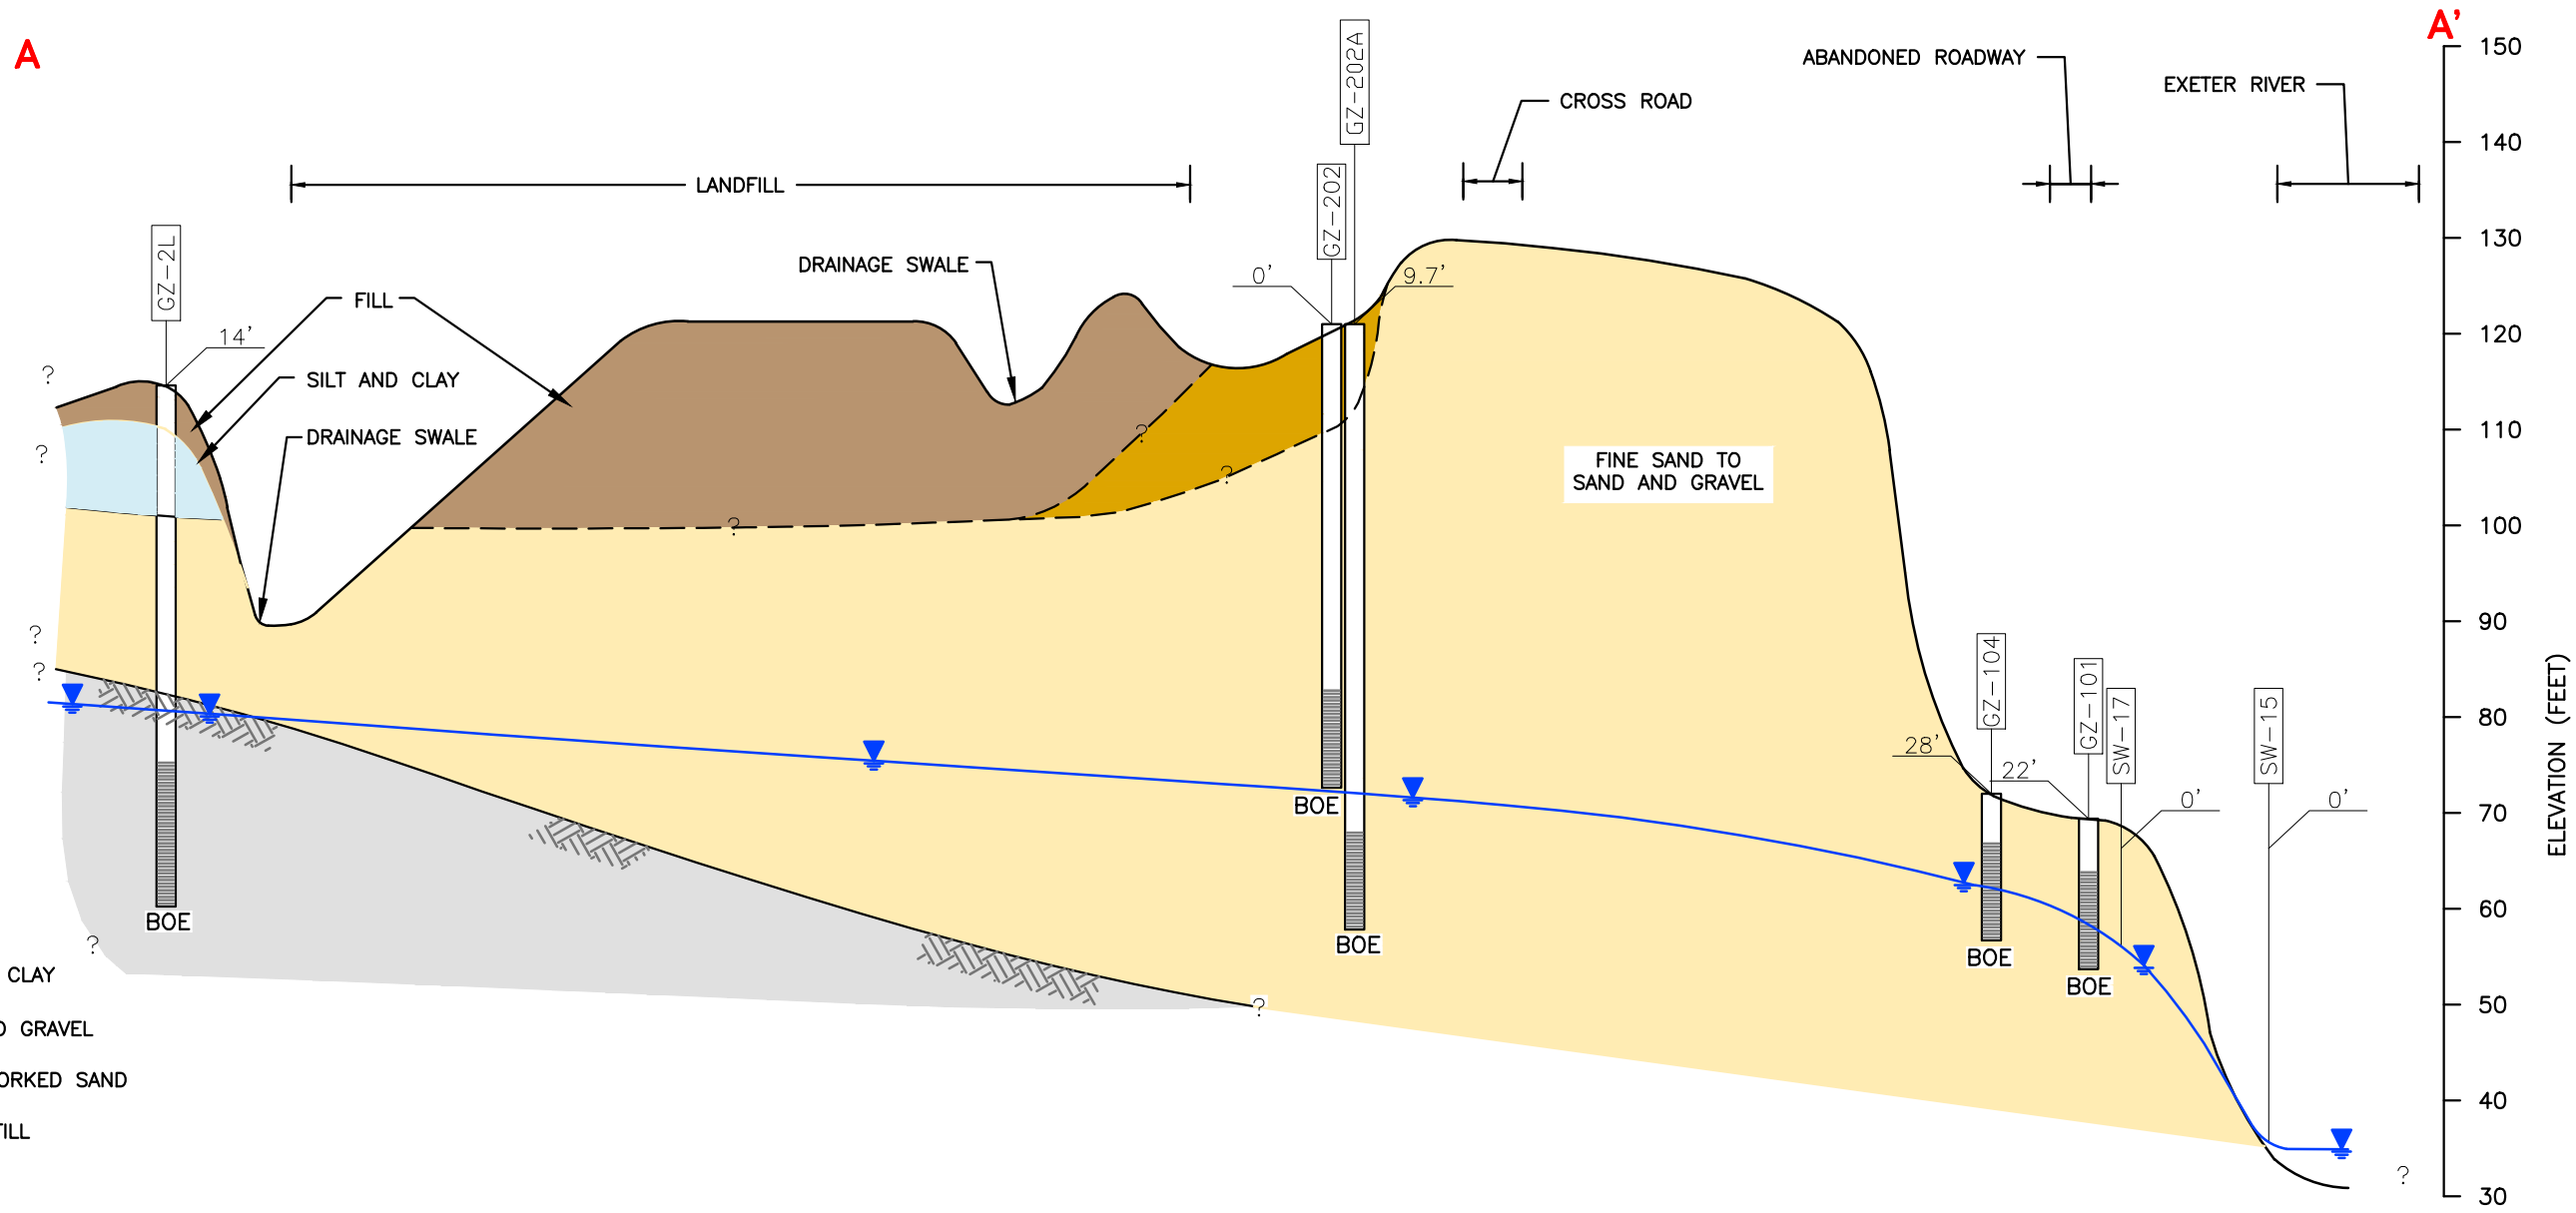 A
A'
150
ABANDONED ROADWAY
EXETER RIVER
CROSS ROAD
GZ-202A
140
LANDFILL
GZ-202
130
GZ-2L
DRAINAGE SWALE
0'
9.7'
FILL
120
14'
?
SILT AND CLAY
DRAINAGE SWALE
?
110
?
FINE SAND TO
SAND AND GRAVEL
?
?
100
90
?
?
GZ-104
GZ-101
SW-17
SW-15
ELEVATION (FEET)
80
28'
22'
0'
0'
BOE
70
BOE
BOE
BOE
BOE
60
?
CLAY
?
50
D GRAVEL
ORKED SAND
40
TILL
?
30